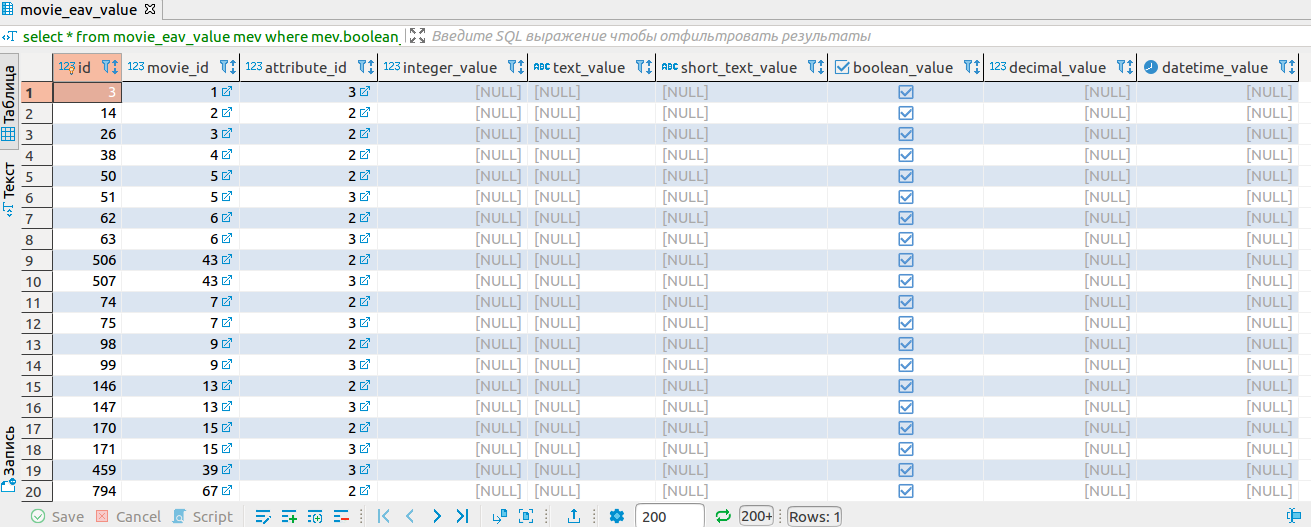 movie_eav_value
select * from movie_eav_value mev where mev.boolean_ Введите SQL выражение чтобы отфильтровать результаты
Таблица
Текст
Запись
123 id 123 movie_id 123 attribute_id 123 integer_value ABC text_value ABC short_text_value boolean_value 123 decimal_value datetime_value
1 3 1 3 [NULL] [NULL] [NULL] [NULL] [NULL]
2 14 2 2 [NULL] [NULL] [NULL] [NULL] [NULL]
3 26 3 2 [NULL] [NULL] [NULL] [NULL] [NULL]
4 38 4 2 [NULL] [NULL] [NULL] [NULL] [NULL]
5 50 5 2 [NULL] [NULL] [NULL] [NULL] [NULL]
6 51 5 3 [NULL] [NULL] [NULL] [NULL] [NULL]
7 62 6 2 [NULL] [NULL] [NULL] [NULL] [NULL]
8 63 6 3 [NULL] [NULL] [NULL] [NULL] [NULL]
9 506 43 2 [NULL] [NULL] [NULL] [NULL] [NULL]
10 507 43 3 [NULL] [NULL] [NULL] [NULL] [NULL]
11 74 7 2 [NULL] [NULL] [NULL] [NULL] [NULL]
12 75 7 3 [NULL] [NULL] [NULL] [NULL] [NULL]
13 98 9 2 [NULL] [NULL] [NULL] [NULL] [NULL]
14 99 9 3 [NULL] [NULL] [NULL] [NULL] [NULL]
15 146 13 2 [NULL] [NULL] [NULL] [NULL] [NULL]
16 147 13 3 [NULL] [NULL] [NULL] [NULL] [NULL]
17 170 15 2 [NULL] [NULL] [NULL] [NULL] [NULL]
18 171 15 3 [NULL] [NULL] [NULL] [NULL] [NULL]
19 459 39 3 [NULL] [NULL] [NULL] [NULL] [NULL]
20 794 67 2 [NULL] [NULL] [NULL] [NULL] [NULL]
Save Cancel Script 200 200+ Rows: 1